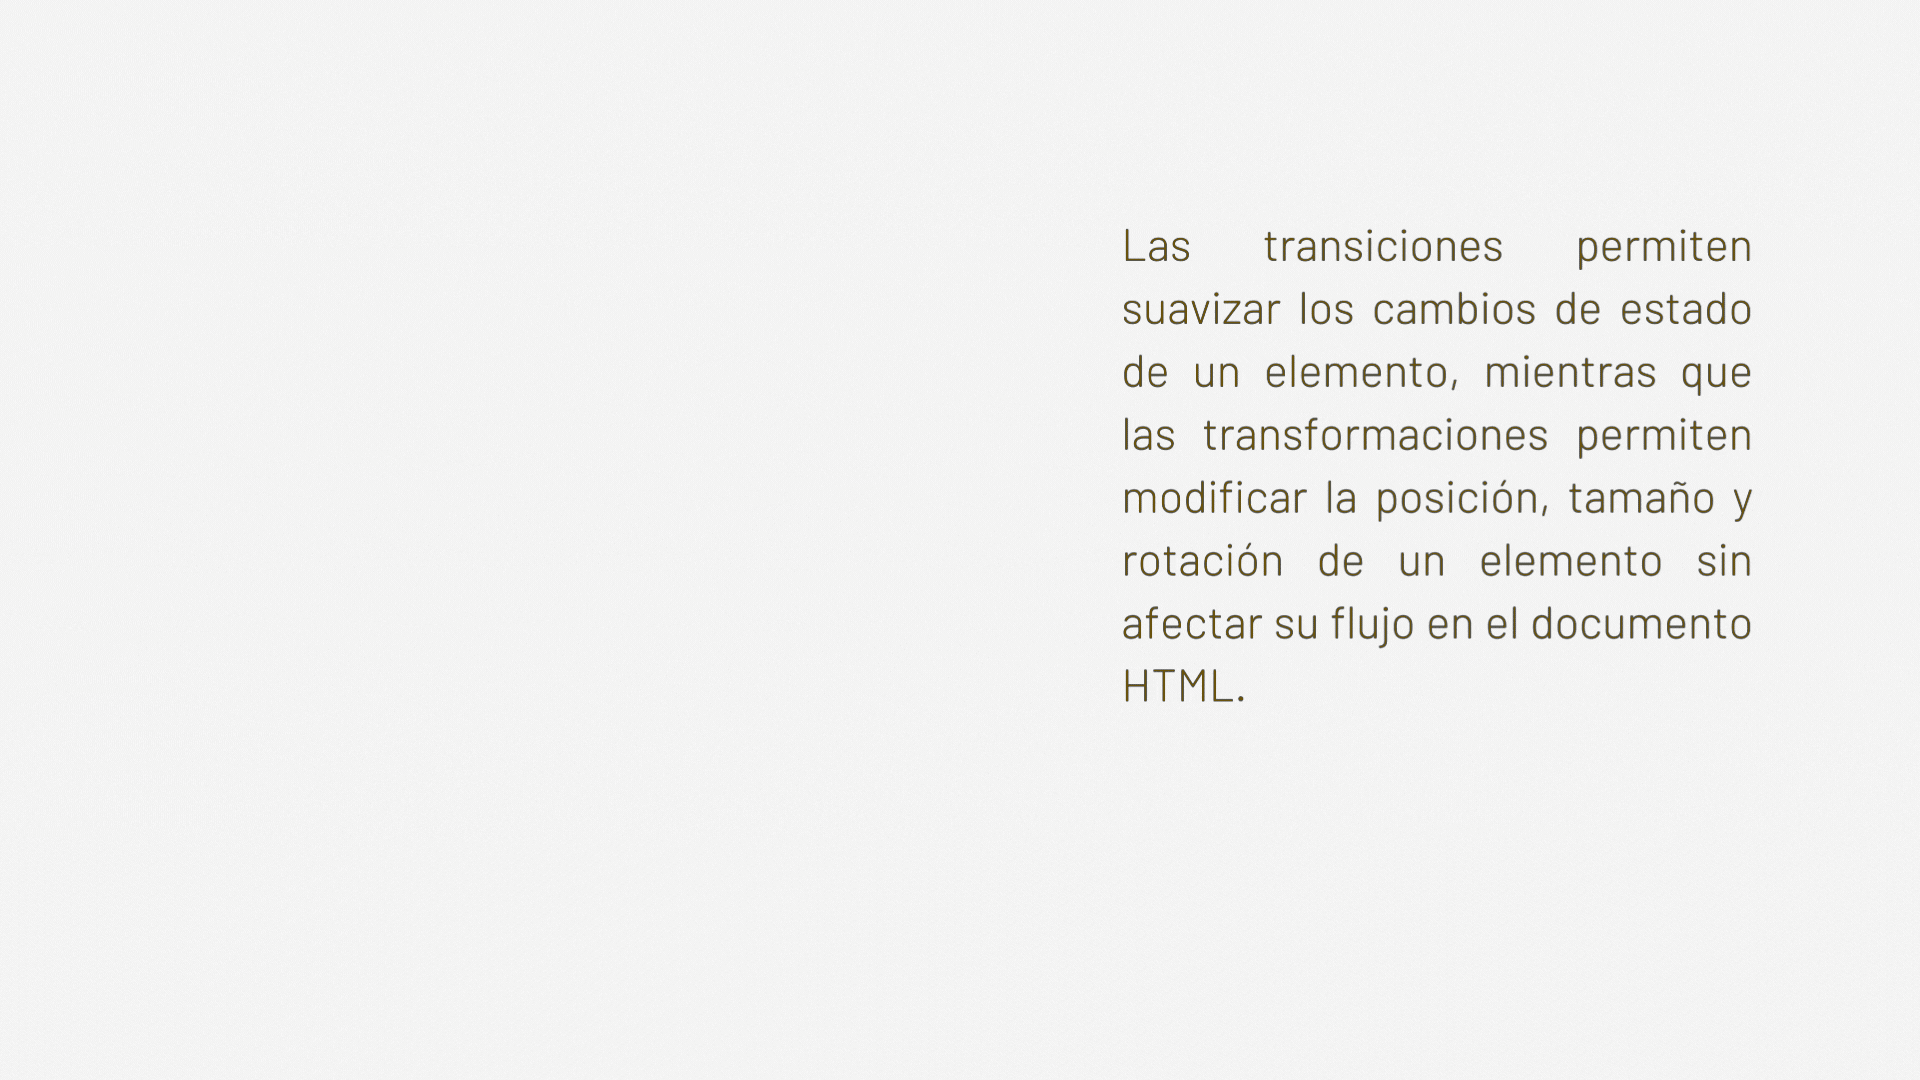 Las transiciones permiten
suavizar los cambios de estado
de un elemento, mientras que
las transformaciones permiten
modificar la posición, tamaño y
rotación de un elemento sin
afectar su flujo en el documento
HTML.